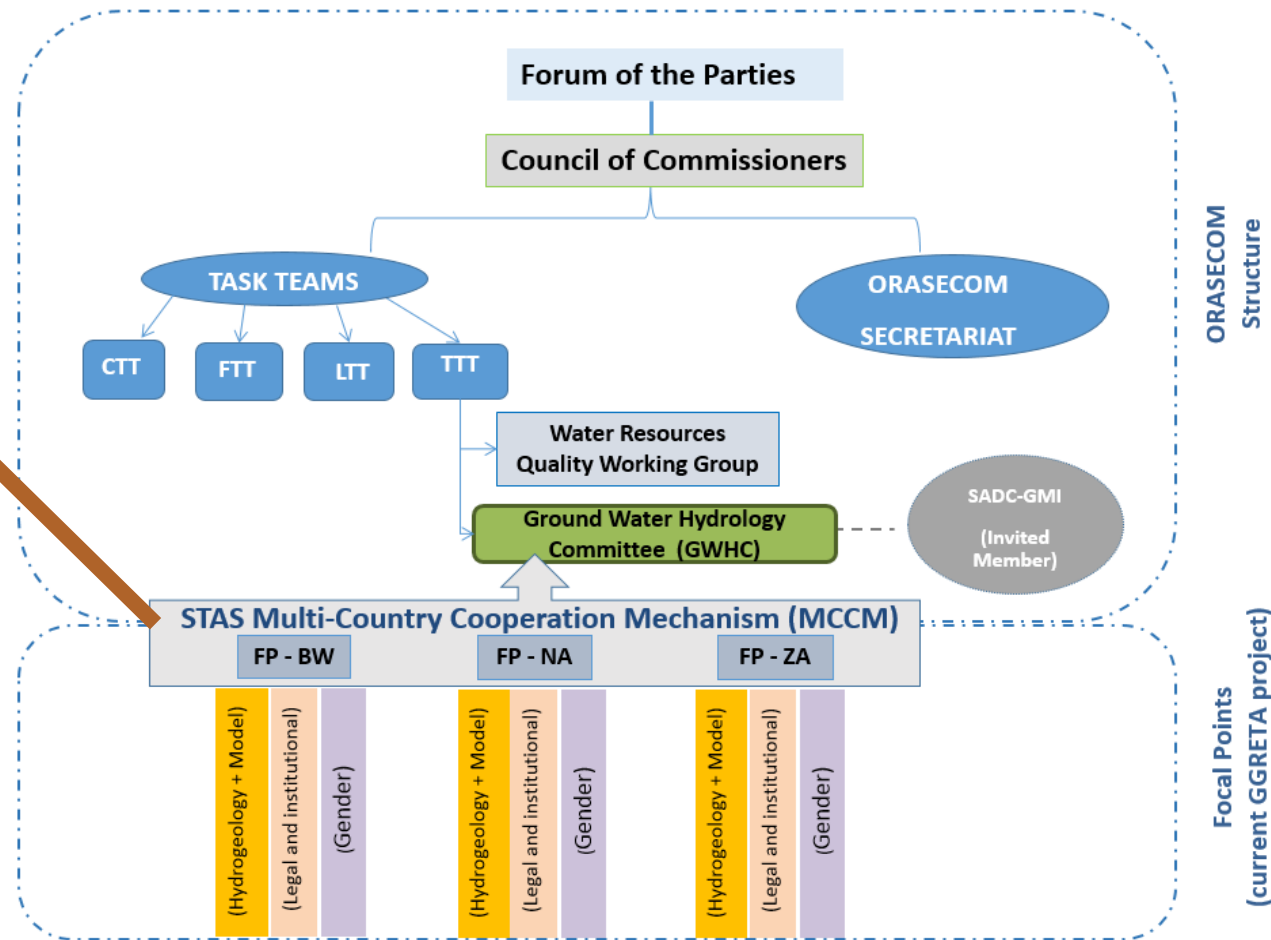 Forum of the Parties
Council of Commissioners
TASK TEAMS
ORASECOM
SECRETARIAT
CTT
FTT
LTT
TTT
Water Resources
Quality Working Group
Ground Water Hydrology
Committee (GWHC)
SADC-GMI
(Invited
Member)
STAS Multi-Country Cooperation Mechanism (MCCM)
FP - BW
FP - NA
FP - ZA
(Hydrogeology + Model)
(Legal and institutional)
(Gender)
(Hydrogeology + Model)
(Legal and institutional)
(Gender)
(Hydrogeology + Model)
(Legal and institutional)
(Gender)
ORASECOM
Structure
Focal Points
(current GGRETA project)